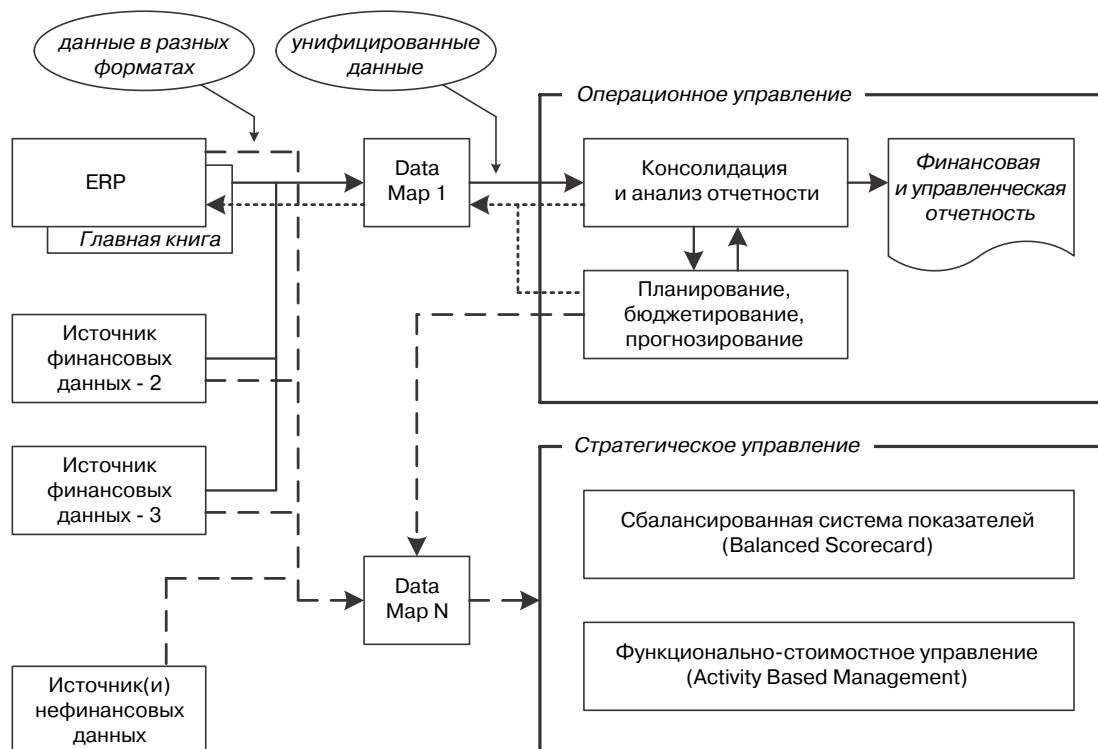 данные в разных
форматах
унифицированные
данные
Операционное управление
ERP
Главная книга
Data
Map 1
Консолидация
и анализ отчетности
Финансовая
и управленческая
отчетность
Планирование,
бюджетирование,
прогнозирование
Источник
финансовых
данных - 2
Источник
финансовых
данных - 3
Источник(и)
нефинансовых
данных
Data
Map N
Стратегическое управление
Сбалансированная система показателей
(Balanced Scorecard)
Функционально-стоимостное управление
(Activity Based Management)